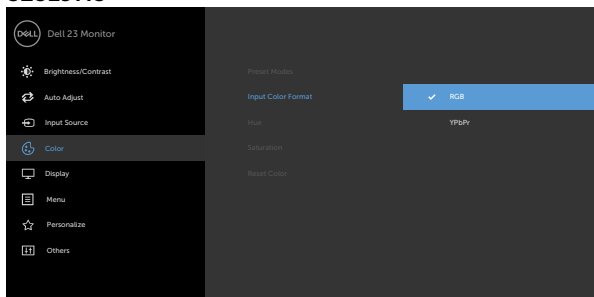 DELL Dell 23 Monitor
Brightness/Contrast
Preset Modes
Auto Adjust
Input Color Format
✓ RGB
Input Source
Hue
YPbPr
Color
Saturation
Display
Reset Color
Menu
Personalize
Others